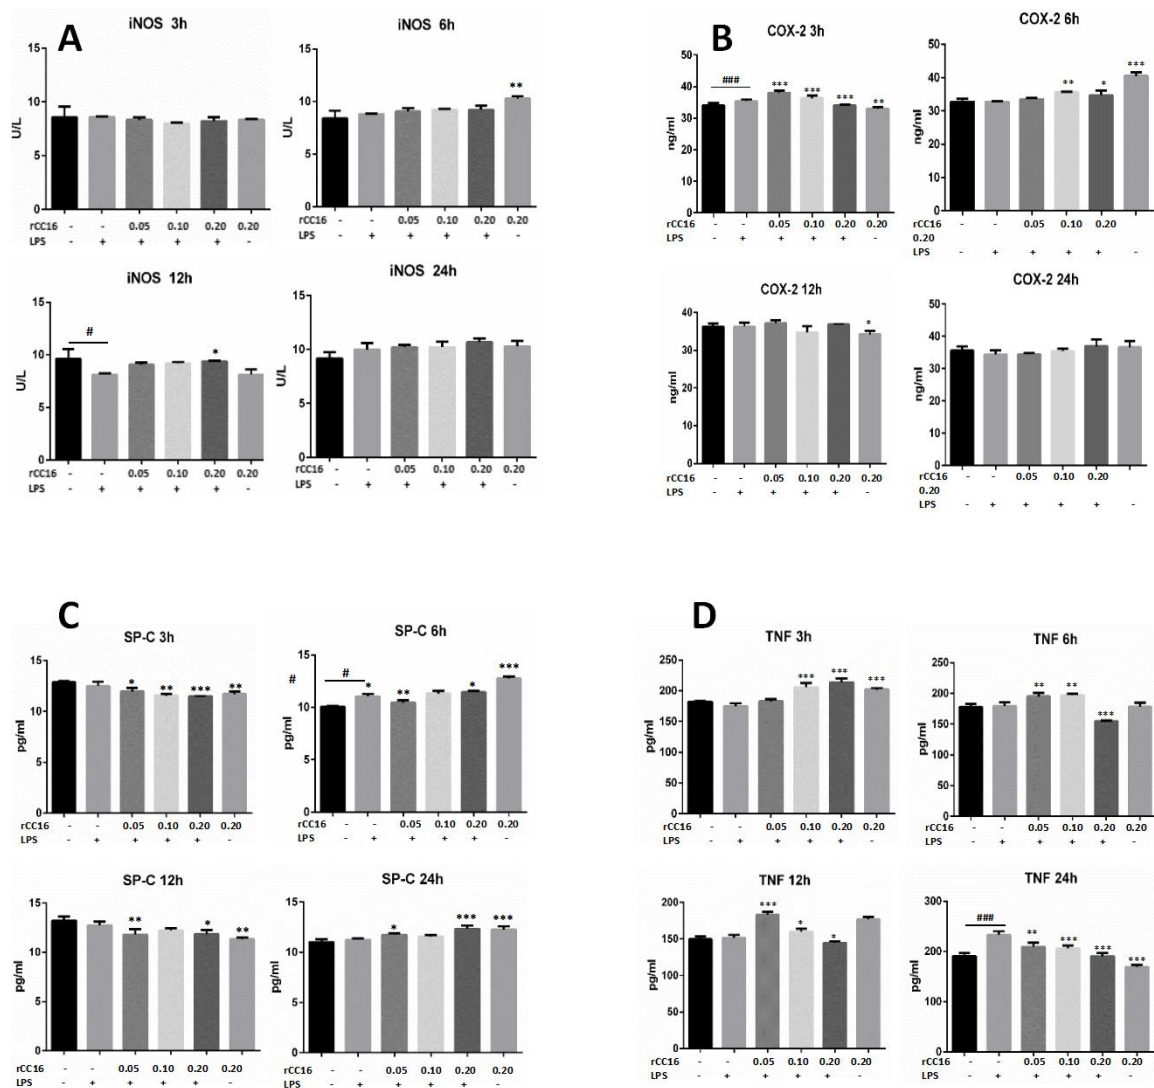 A
iNOS 3h
U/L
15
10
5
0
rCC16 - - 0.05 0.10 0.20 0.20
LPS - + + + + -
iNOS 6h
U/L
15
10
5
0
**
rCC16 - - 0.05 0.10 0.20 0.20
LPS - + + + + -
iNOS 12h
U/L
15
10
5
0
# *
rCC16 - - 0.05 0.10 0.20 0.20
LPS - + + + + -
iNOS 24h
U/L
15
10
5
0
rCC16 - - 0.05 0.10 0.20 0.20
LPS - + + + + -
B
COX-2 3h
ng/ml
50
40
30
20
10
0
### *** *** *** **
rCC16 - - 0.05 0.10 0.20 0.20
LPS - + + + + -
COX-2 6h
ng/ml
50
40
30
20
10
0
** * ***
rCC16 - - 0.05 0.10 0.20
0.20
LPS - + + + + -
COX-2 12h
ng/ml
40
30
20
10
0
*
rCC16 - - 0.05 0.10 0.20 0.20
LPS - + + + + -
COX-2 24h
ng/ml
50
40
30
20
10
0
rCC16 - - 0.05 0.10 0.20
0.20
LPS - + + + + -
C
SP-C 3h
pg/ml
15
10
5
0
* ** *** **
rCC16 - - 0.05 0.10 0.20 0.20
LPS - + + + + -
SP-C 6h
pg/ml
15
10
5
0
# # * ** * ***
rCC16 - - 0.05 0.10 0.20 0.20
LPS - + + + + -
SP-C 12h
pg/ml
15
10
5
0
** * **
rCC16 - - 0.05 0.10 0.20 0.20
LPS - + + + + -
SP-C 24h
pg/ml
15
10
5
0
* *** ***
rCC16 - - 0.05 0.10 0.20 0.20
LPS - + + + + -
D
TNF 3h
pg/ml
250
200
150
100
50
0
*** *** ***
rCC16 - - 0.05 0.10 0.20 0.20
LPS - + + + + -
TNF 6h
pg/ml
250
200
150
100
50
0
** ** ***
rCC16 - - 0.05 0.10 0.20 0.20
LPS - + + + + -
TNF 12h
pg/ml
200
150
100
50
0
*** * *
rCC16 - - 0.05 0.10 0.20 0.20
LPS - + + + + -
TNF 24h
pg/ml
300
200
100
0
### ** *** *** ***
rCC16 - - 0.05 0.10 0.20 0.20
LPS - + + + + -